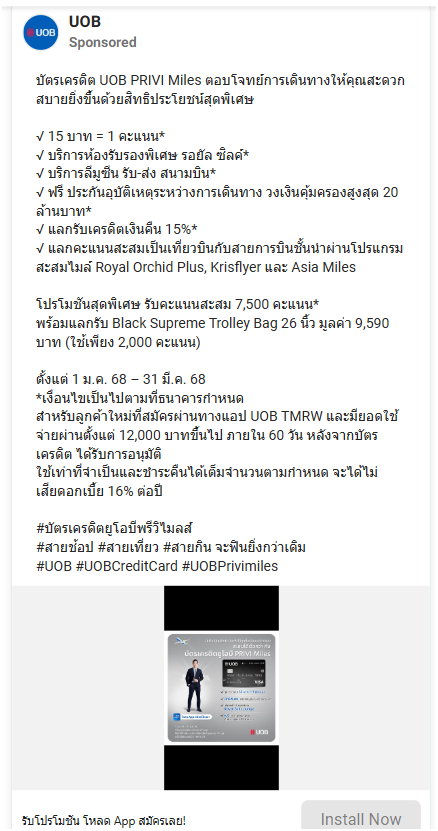 UOB
UOB
Sponsored
บัตรเครดิต UOB PRIVI Miles ตอบโจทย์การเดินทางให้คุณสะดวก
สบายยิ่งขึ้นด้วยสิทธิประโยชน์สุดพิเศษ
√ 15 บาท = 1 คะแนน*
√ บริการห้องรับรองพิเศษ รอยัล ซิลค์*
√ บริการลีมูซีน รับ-ส่ง สนามบิน*
√ ฟรี ประกันอุบัติเหตุระหว่างการเดินทาง วงเงินคุ้มครองสูงสุด 20
ล้านบาท*
√ แลกรับเครดิตเงินคืน 15%*
√ แลกคะแนนสะสมเป็นเที่ยวบินกับสายการบินชั้นนำผ่านโปรแกรม
สะสมไมล์ Royal Orchid Plus, Krisflyer และ Asia Miles
โปรโมชันสุดพิเศษ รับคะแนนสะสม 7,500 คะแนน*
พร้อมแลกรับ Black Supreme Trolley Bag 26 นิ้ว มูลค่า 9,590
บาท (ใช้เพียง 2,000 คะแนน)
ตั้งแต่ 1 ม.ค. 68 – 31 มี.ค. 68
*เงื่อนไขเป็นไปตามที่ธนาคารกำหนด
สำหรับลูกค้าใหม่ที่สมัครผ่านทางแอป UOB TMRW และมียอดใช้
จ่ายผ่านตั้งแต่ 12,000 บาทขึ้นไป ภายใน 60 วัน หลังจากบัตร
เครดิต ได้รับการอนุมัติ
ใช้เท่าที่จำเป็นและชำระคืนได้เต็มจำนวนตามกำหนด จะได้ไม่
เสียดอกเบี้ย 16% ต่อปี
#บัตรเครดิตยูโอบีพรีวิไมลส์
#สายช้อป #สายเที่ยว #สายกิน จะฟินยิ่งกว่าเดิม
#UOB #UOBCreditCard #UOBPrivimiles
บัตรเครดิตยูโอบี PRIVI Miles
UOB
VISA
UOB
รับโปรโมชัน โหลด App สมัครเลย!
Install Now